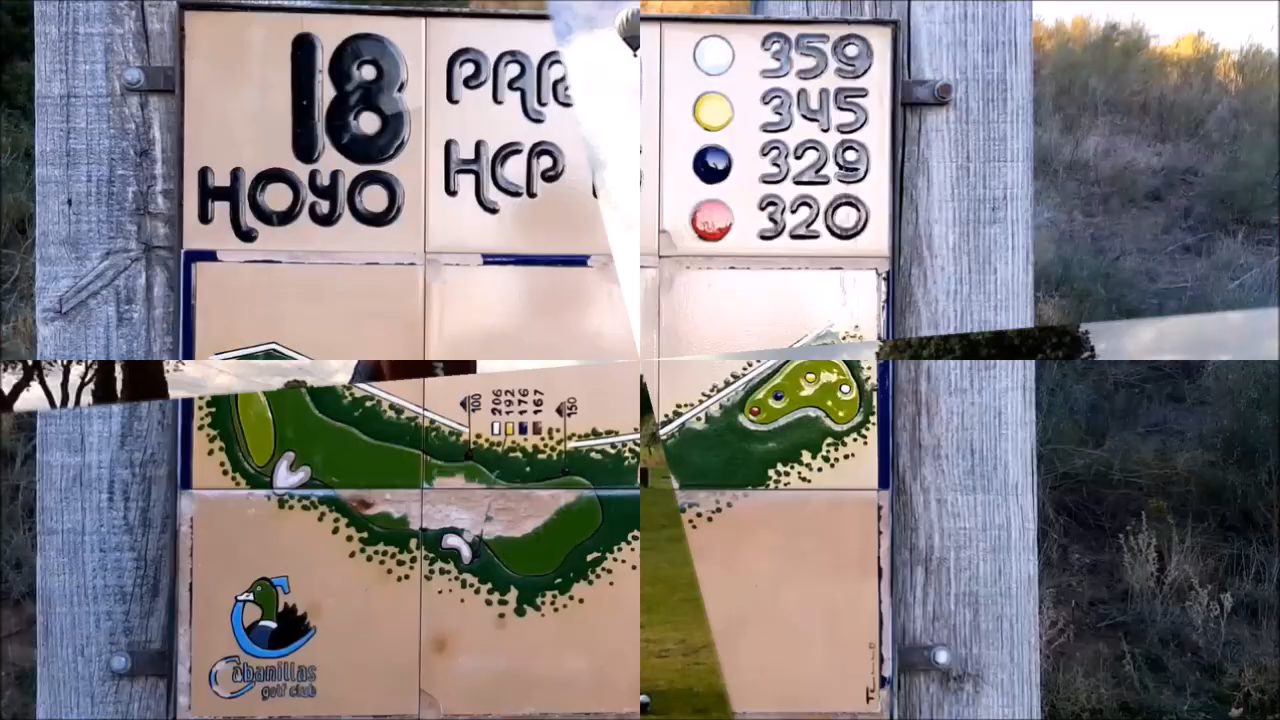 18
HOYO
PAR
HCP
359
345
329
320
100
206
192
176
167
150
Cabanillas
golf club